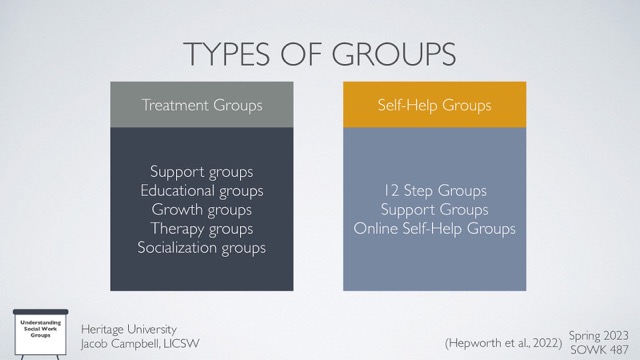 TYPES OF GROUPS
Treatment Groups
Support groups
Educational groups
Growth groups
Therapy groups
Socialization groups
Self-Help Groups
12 Step Groups
Support Groups
Online Self-Help Groups
Understanding
Social Work
Groups
Heritage University
Jacob Campbell, LICSW
(Hepworth et al., 2022)
Spring 2023
SOWK 487